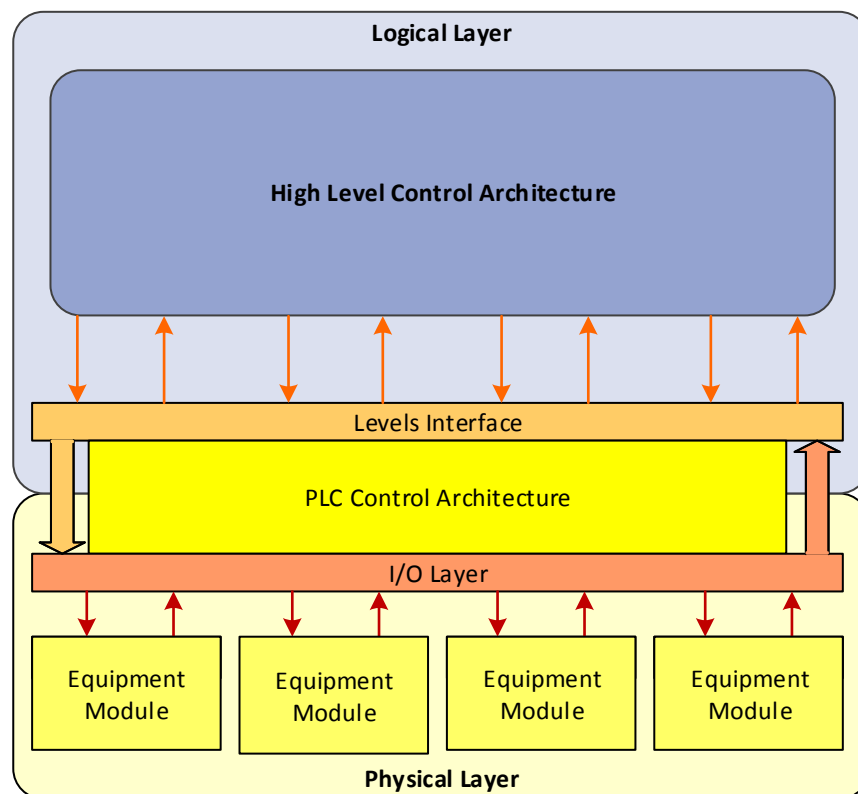 Logical Layer
High Level Control Architecture
Levels Interface
PLC Control Architecture
I/O Layer
Equipment
Module
Equipment
Module
Equipment
Module
Equipment
Module
Physical Layer